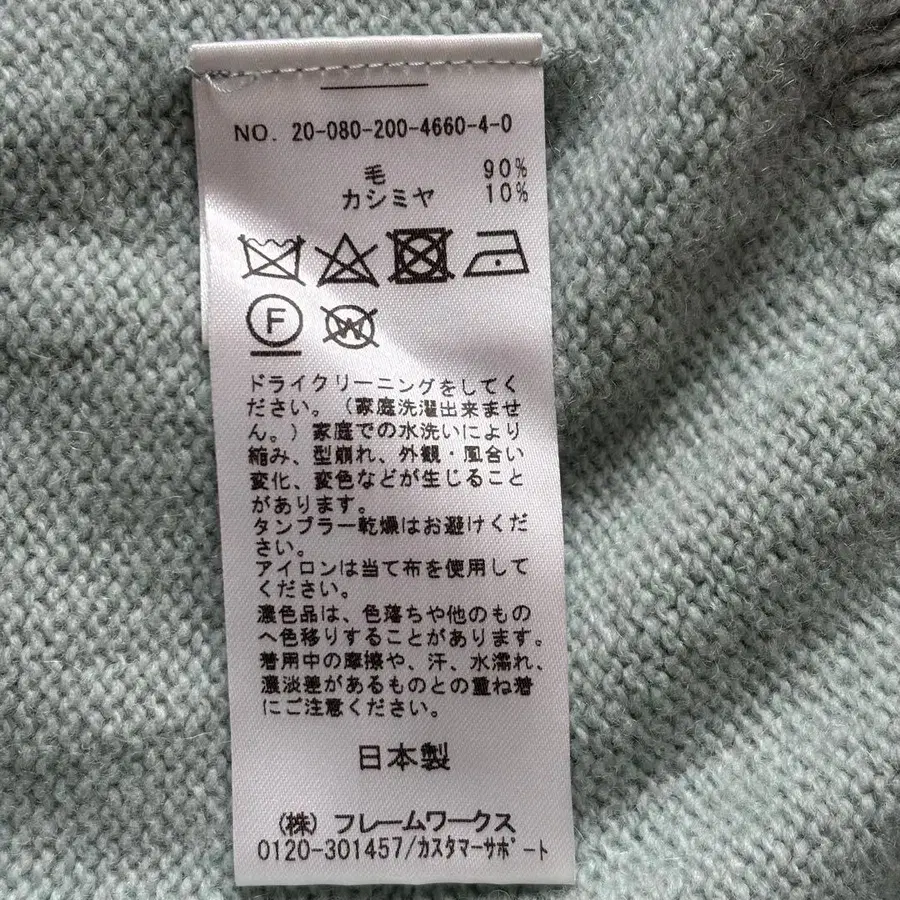 NO. 20-080-200-4660-4-0
毛 90%
カシミヤ 10%
F
W
ドライクリーニングをしてく
ださい。(家庭洗濯出来ませ
ん。)家庭での水洗いにより
縮み、型崩れ、外観・風合い
変化、変色などが生じること
があります。
タンブラー乾燥はお避けくだ
さい。
アイロンは当て布を使用して
ください。
濃色品は、色落ちや他のもの
へ色移りすることがあります。
着用中の摩擦や、汗、水濡れ、
濃淡差があるものとの重ね着
にご注意ください。
日本製
(株) フレームワークス
0120-301457/カスタマーサポート